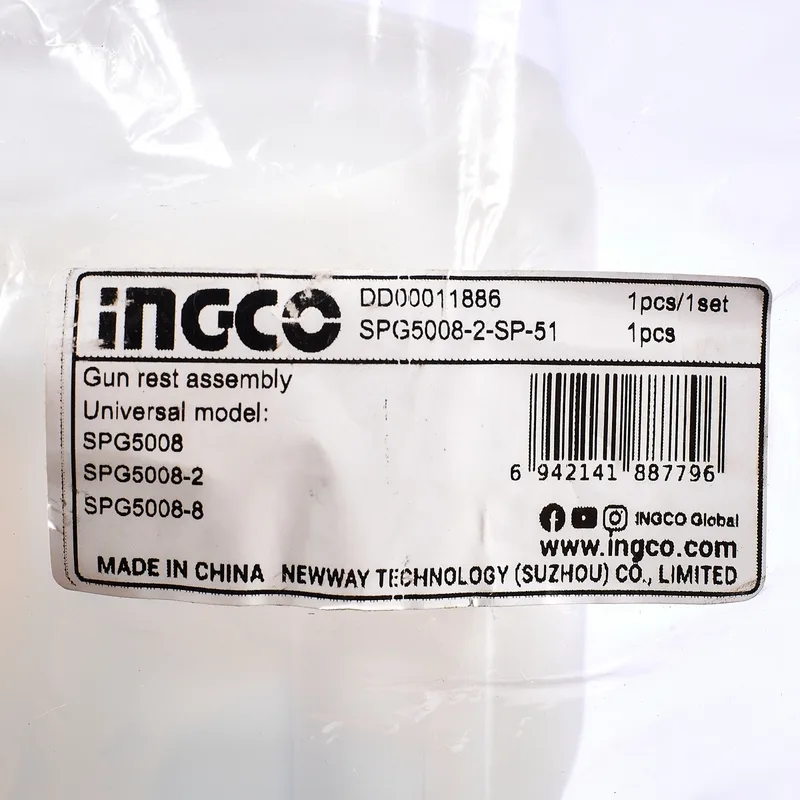 INGCO
DD00011886 1pcs/1set
SPG5008-2-SP-51 1pcs
Gun rest assembly
Universal model:
SPG5008
SPG5008-2
SPG5008-8
6 942141 887796
INGCO Global
www.ingco.com
MADE IN CHINA NEWWAY TECHNOLOGY (SUZHOU) CO., LIMITED